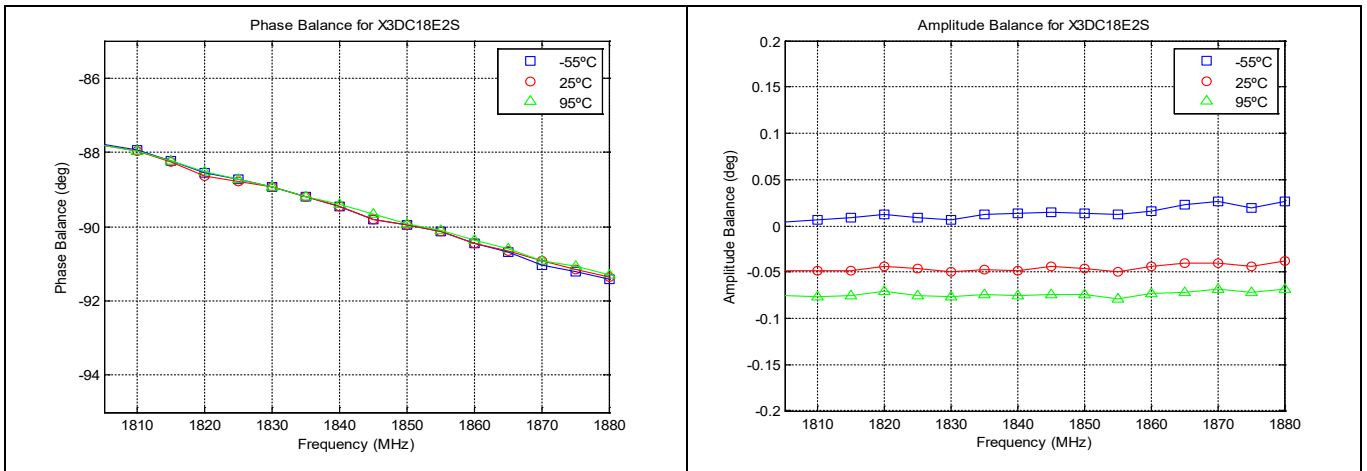 Phase Balance for X3DC18E2S
-55ºC
25ºC
95ºC
-86
-88
-90
-92
-94
Phase Balance (deg)
1810 1820 1830 1840 1850 1860 1870 1880
Frequency (MHz)
Amplitude Balance for X3DC18E2S
-55ºC
25ºC
95ºC
0.2
0.15
0.1
0.05
0
-0.05
-0.1
-0.15
-0.2
Amplitude Balance (deg)
1810 1820 1830 1840 1850 1860 1870 1880
Frequency (MHz)